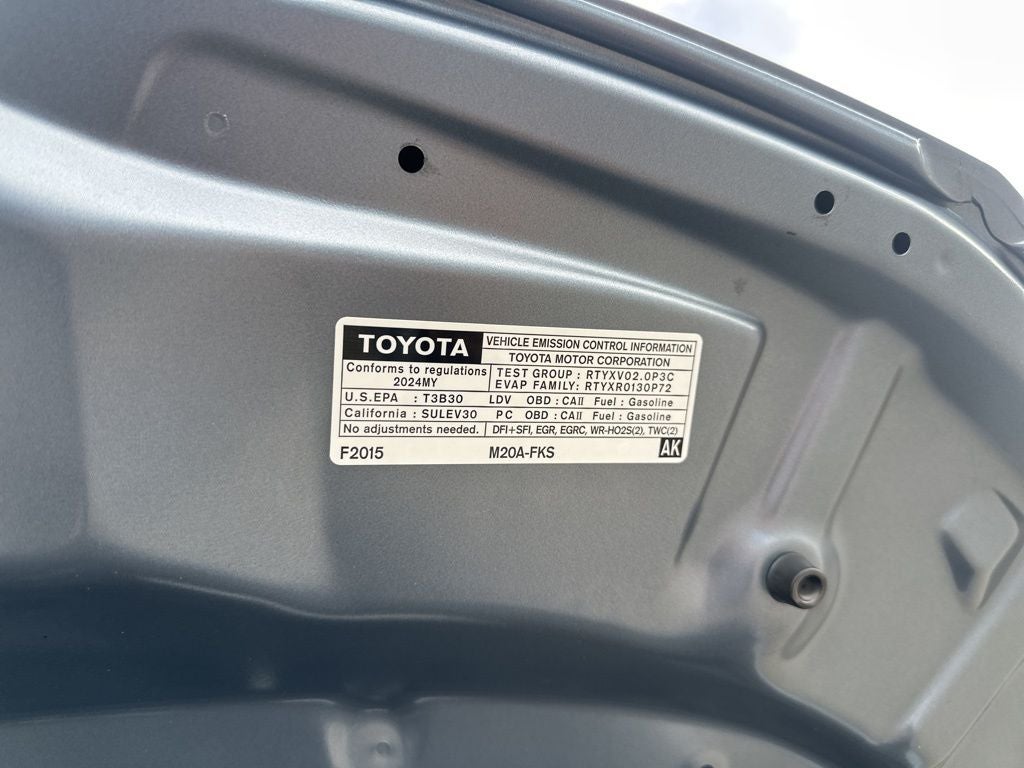 TOYOTA VEHICLE EMISSION CONTROL INFORMATION
TOYOTA MOTOR CORPORATION
Conforms to regulations
2024MY
TEST GROUP : RTYXV02.0P3C
EVAP FAMILY: RTYXR0130P72
U.S.EPA : T3B30 LDV OBD : CAII Fuel : Gasoline
California : SULEV30 PC OBD : CAII Fuel : Gasoline
No adjustments needed. DFI+SFI, EGR, EGRC, WR-HO2S(2), TWC(2)
F2015 M20A-FKS AK